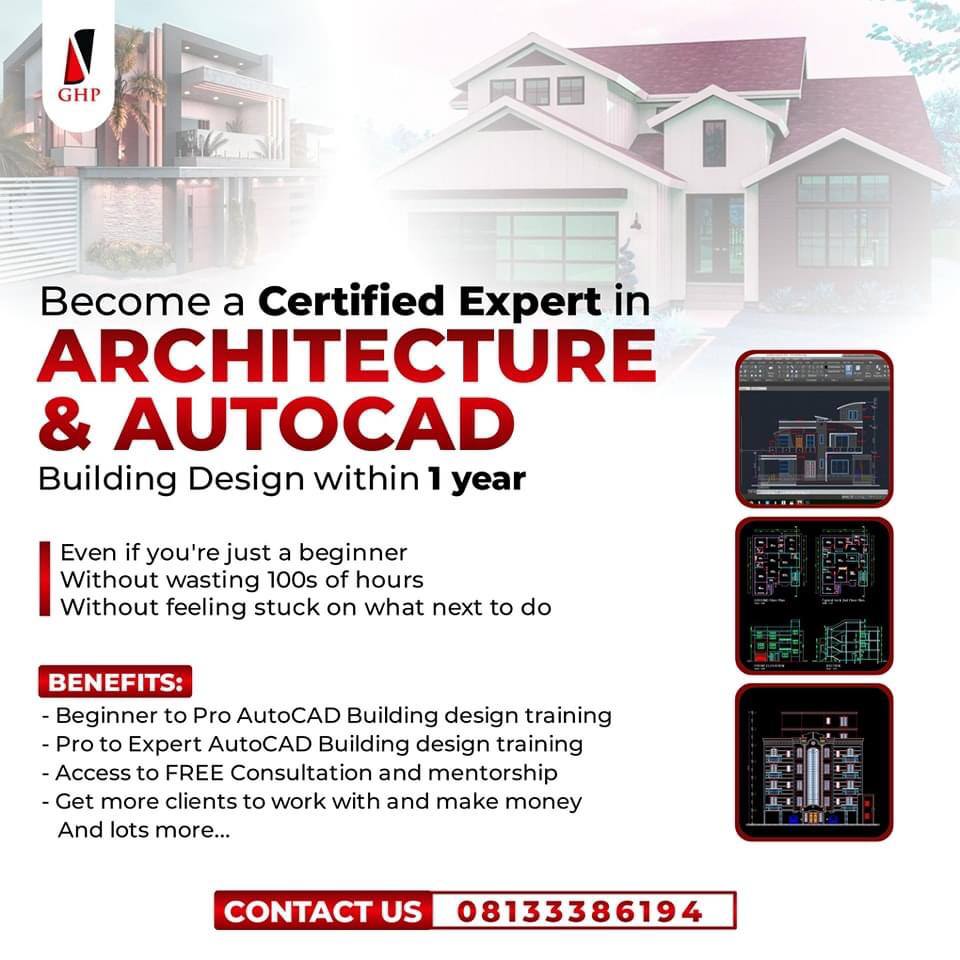 GHP
Become a Certified Expert in
ARCHITECTURE
& AUTOCAD
Building Design within 1 year
Even if you're just a beginner
Without wasting 100s of hours
Without feeling stuck on what next to do
BENEFITS:
- Beginner to Pro AutoCAD Building design training
- Pro to Expert AutoCAD Building design training
- Access to FREE Consultation and mentorship
- Get more clients to work with and make money
And lots more...
CONTACT US 08133386194